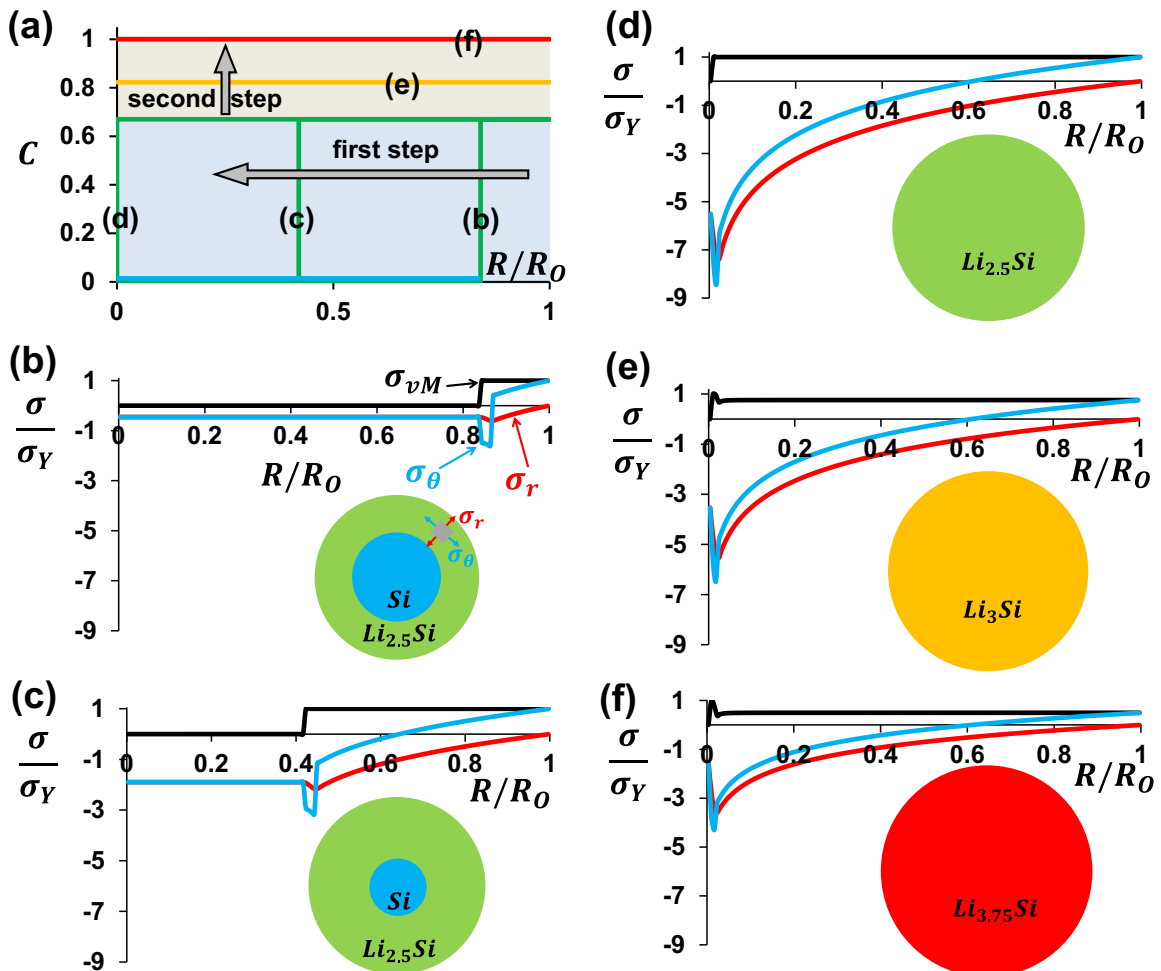 (a)
1
0.8
0.6
0.4
0.2
0
C
(f)
(e)
second step
first step
(d)
(c)
(b)
R/R_O
0
0.5
1
(b)
1
-1
-3
-5
-7
-9
σ/σ_Y
σ_vM
0
0.2
0.4
0.6
0.8
1
R/R_O
σ_θ
σ_r
σ_r
σ_θ
Si
Li_2.5Si
(c)
1
-1
-3
-5
-7
-9
σ/σ_Y
0
0.2
0.4
0.6
0.8
1
R/R_O
Si
Li_2.5Si
(d)
1
-1
-3
-5
-7
-9
σ/σ_Y
0
0.2
0.4
0.6
0.8
1
R/R_O
Li_2.5Si
(e)
1
-1
-3
-5
-7
-9
σ/σ_Y
0
0.2
0.4
0.6
0.8
1
R/R_O
Li_3Si
(f)
1
-1
-3
-5
-7
-9
σ/σ_Y
0
0.2
0.4
0.6
0.8
1
R/R_O
Li_3.75Si